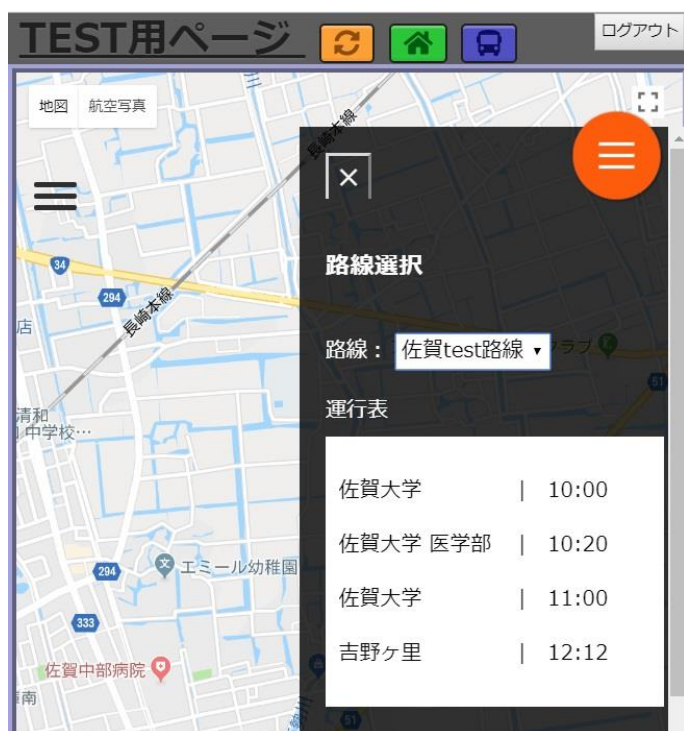 TEST用ページ
ログアウト
地図 航空写真
長崎本線
路線選択
34
294
長崎本線
店
路線： 佐賀test路線
クラブ
51
清和
中学校…
運行表
佐賀大学 | 10:00
佐賀大学 医学部 | 10:20
294
エミール幼稚園
佐賀大学 | 11:00
333
吉野ヶ里 | 12:12
佐賀中部病院
南
51